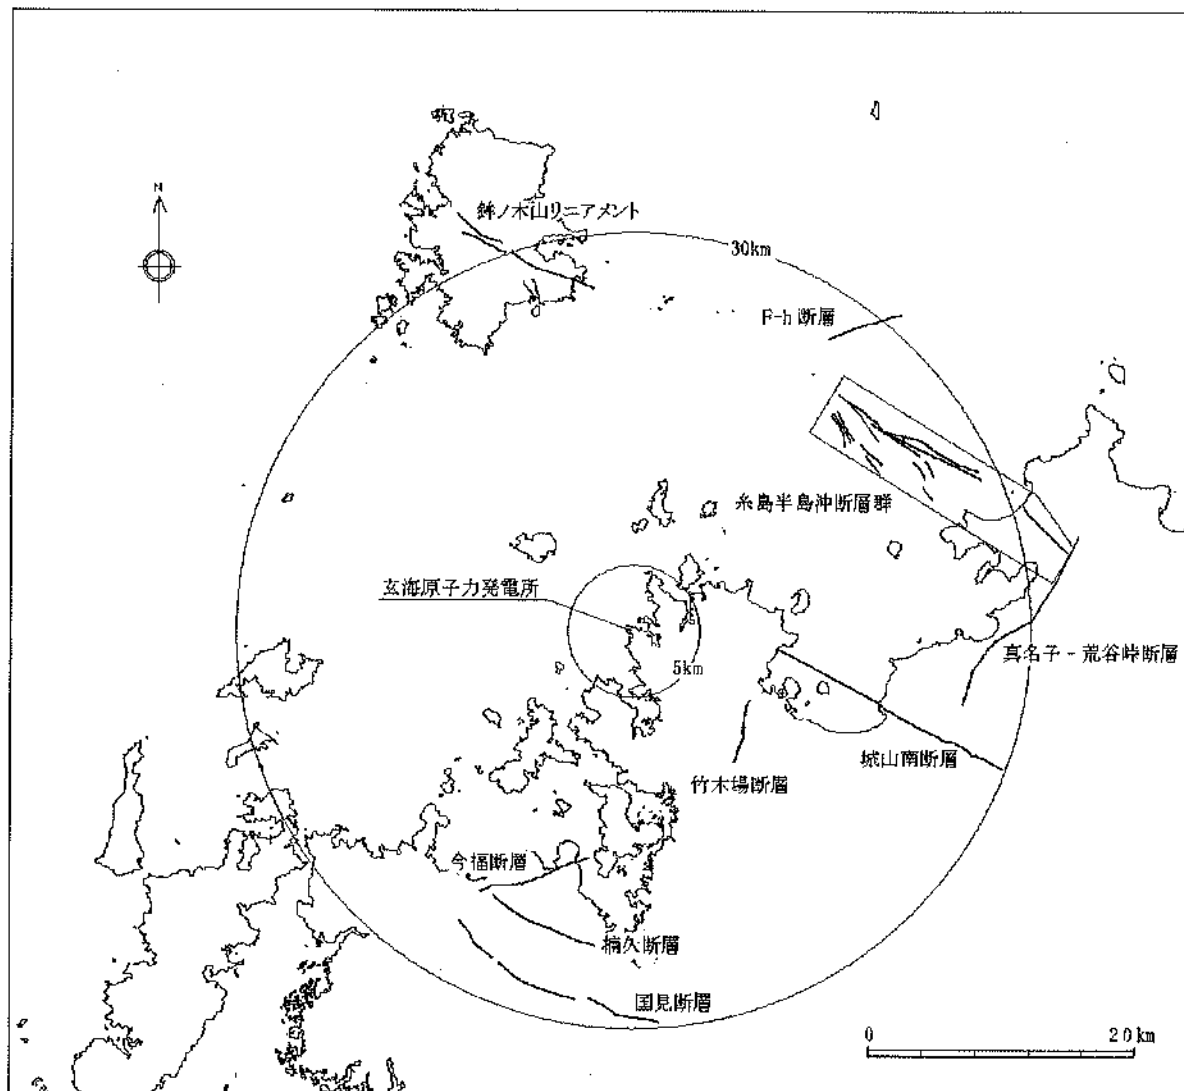 N
鉾ノ木山リニアメント
30km
F-h断層
糸島半島沖断層群
玄海原子力発電所
5km
真名子－荒谷峠断層
城山南断層
竹木場断層
今福断層
楠久断層
国見断層
0
20km